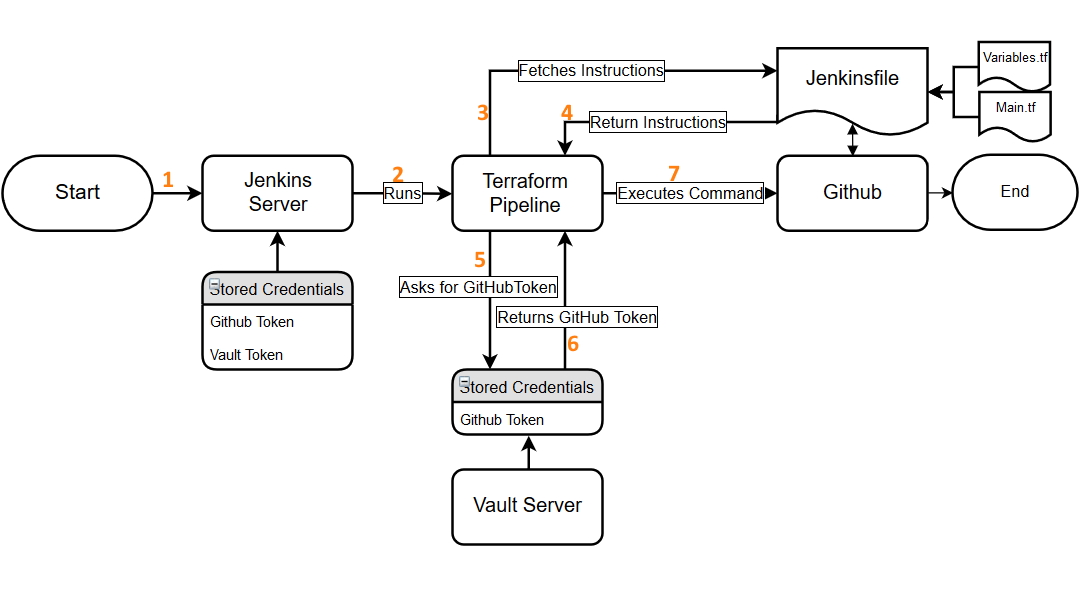 Variables.tf
Fetches Instructions
Jenkinsfile
Main.tf
3
4
Return Instructions
1
2
7
Start
Jenkins
Server
Runs
Terraform
Pipeline
Executes Command
Github
End
5
Asks for GitHubToken
Stored Credentials
Github Token
Vault Token
Returns GitHub Token
6
Stored Credentials
Github Token
Vault Server